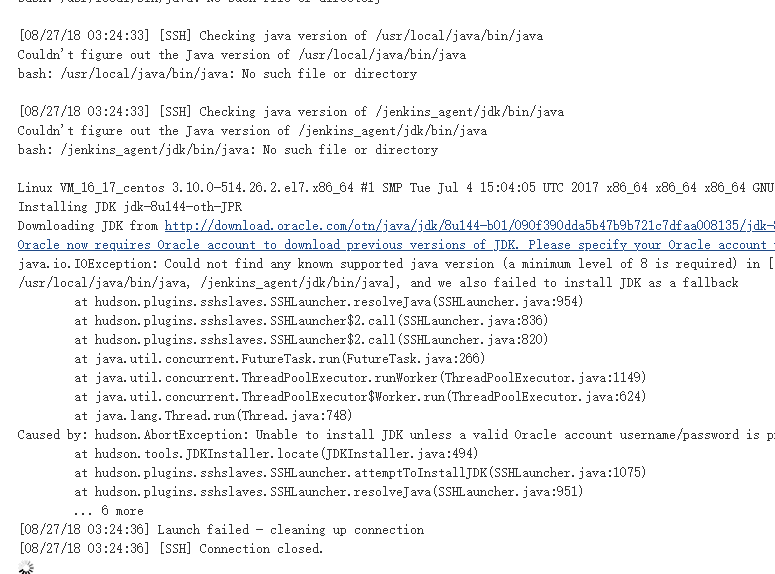 [08/27/18 03:24:33] [SSH] Checking java version of /usr/local/java/bin/java
Couldn't figure out the Java version of /usr/local/java/bin/java
bash: /usr/local/java/bin/java: No such file or directory
[08/27/18 03:24:33] [SSH] Checking java version of /jenkins_agent/jdk/bin/java
Couldn't figure out the Java version of /jenkins_agent/jdk/bin/java
bash: /jenkins_agent/jdk/bin/java: No such file or directory
Linux VM_16_17_centos 3.10.0-514.26.2.el7.x86_64 #1 SMP Tue Jul 4 15:04:05 UTC 2017 x86_64 x86_64 x86_64 GNU
Installing JDK jdk-8u144-oth-JPR
Downloading JDK from http://download.oracle.com/otn/java/jdk/8u144-b01/090f390dda5b47b9b721c7dfaa008135/jdk-8
Oracle now requires Oracle account to download previous versions of JDK. Please specify your Oracle account
java.io.IOException: Could not find any known supported java version (a minimum level of 8 is required) in [
/usr/local/java/bin/java, /jenkins_agent/jdk/bin/java], and we also failed to install JDK as a fallback
at hudson.plugins.sshslaves.SSHLauncher.resolveJava(SSHLauncher.java:954)
at hudson.plugins.sshslaves.SSHLauncher$2.call(SSHLauncher.java:836)
at hudson.plugins.sshslaves.SSHLauncher$2.call(SSHLauncher.java:820)
at java.util.concurrent.FutureTask.run(FutureTask.java:266)
at java.util.concurrent.ThreadPoolExecutor.runWorker(ThreadPoolExecutor.java:1149)
at java.util.concurrent.ThreadPoolExecutor$Worker.run(ThreadPoolExecutor.java:624)
at java.lang.Thread.run(Thread.java:748)
Caused by: hudson.AbortException: Unable to install JDK unless a valid Oracle account username/password is
at hudson.tools.JDKInstaller.locate(JDKInstaller.java:494)
at hudson.plugins.sshslaves.SSHLauncher.attemptToInstallJDK(SSHLauncher.java:1075)
at hudson.plugins.sshslaves.SSHLauncher.resolveJava(SSHLauncher.java:951)
... 6 more
[08/27/18 03:24:36] Launch failed - cleaning up connection
[08/27/18 03:24:36] [SSH] Connection closed.